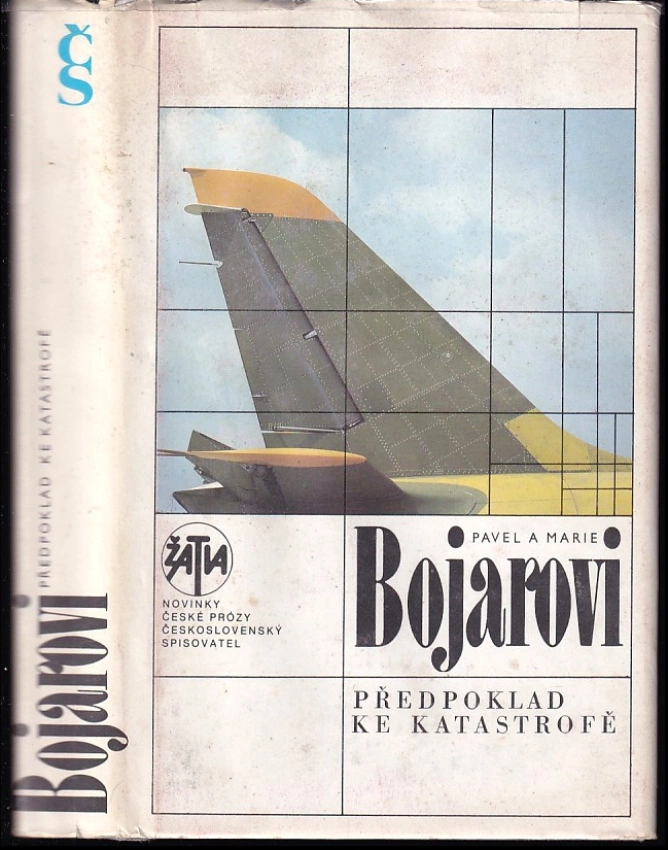 ČS
PŘEDPOKLAD KE KATASTROFĚ
Bojarovi
ŽATVA
NOVINKY
ČESKÉ PRÓZY
ČESKOSLOVENSKÝ
SPISOVATEL
PAVEL A MARIE
Bojarovi
PŘEDPOKLAD
KE KATASTROFĚ